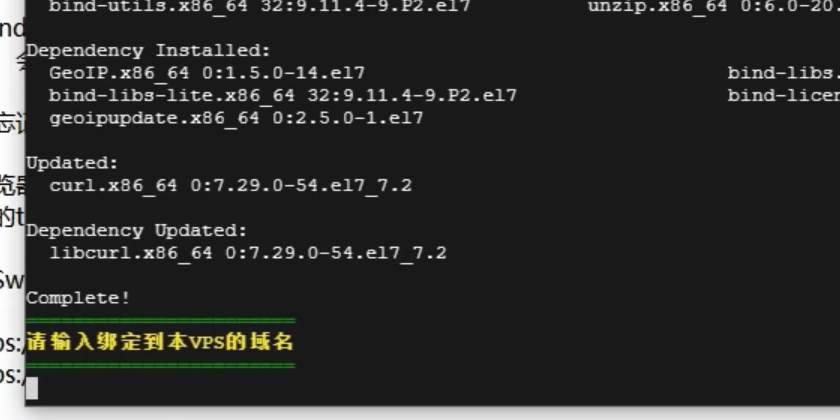 bind-utils.x86_64 32:9.11.4-9.P2.el7 unzip.x86_64 0:6.0-20.
Dependency Installed:
GeoIP.x86_64 0:1.5.0-14.el7 bind-libs.
bind-libs-lite.x86_64 32:9.11.4-9.P2.el7 bind-licen
geoipupdate.x86_64 0:2.5.0-1.el7
Updated:
curl.x86_64 0:7.29.0-54.el7_7.2
Dependency Updated:
libcurl.x86_64 0:7.29.0-54.el7_7.2
Complete!
请输入绑定到本VPS的域名